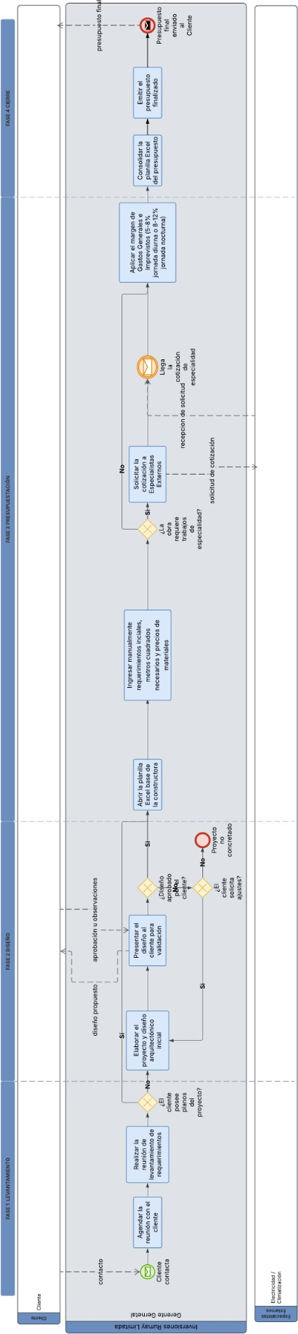 FASE 1 LEVANTAMIENTO
FASE 2 DISEÑO
FASE 3 PRESUPUESTACIÓN
FASE 4 CIERRE
Cliente
Cliente
contacto
diseño propuesto
aprobación u observaciones
presupuesto final
Inversiones Rumay Limitada
Gerente Gernetal
Cliente
contacta
Agendar la
reunión con el
cliente
Realizar la
reunión de
levantamiento de
requerimientos
¿El
cliente
posee
planos
del
proyecto?
Si
No
Elaborar el
proyecto y diseño
arquitectónico
inicial
Presentar el
diseño al
cliente para
validación
¿Diseño
aprobado
por el
cliente?
Si
No
¿El
cliente
solicita
ajustes?
Si
No
Proyecto
no
concretado
Abrir la planilla
Excel base de
la constructora
Ingresar manualmente
requerimientos inciales,
metros cuadrados
necesarios y precios de
materiales
¿La
obra
requiere
trabajos
de
especialidad?
No
Si
Solicitar la
cotización a
Especialistas
Externos
solicitud de cotización
recepcion de solicitud
Llega
la
cotización
de
especialidad
Aplicar el margen de
Gastos Generales e
Imprevistos (5-8%
jornada diurna o 8-12%
jornada nocturna)
Consolidar la
planilla Excel
del presupuesto
Emitir el
presupuesto
finalizado
Presupuesto
final
enviado
al
Cliente
Especialistas
Externos
Electricidad /
Climatización